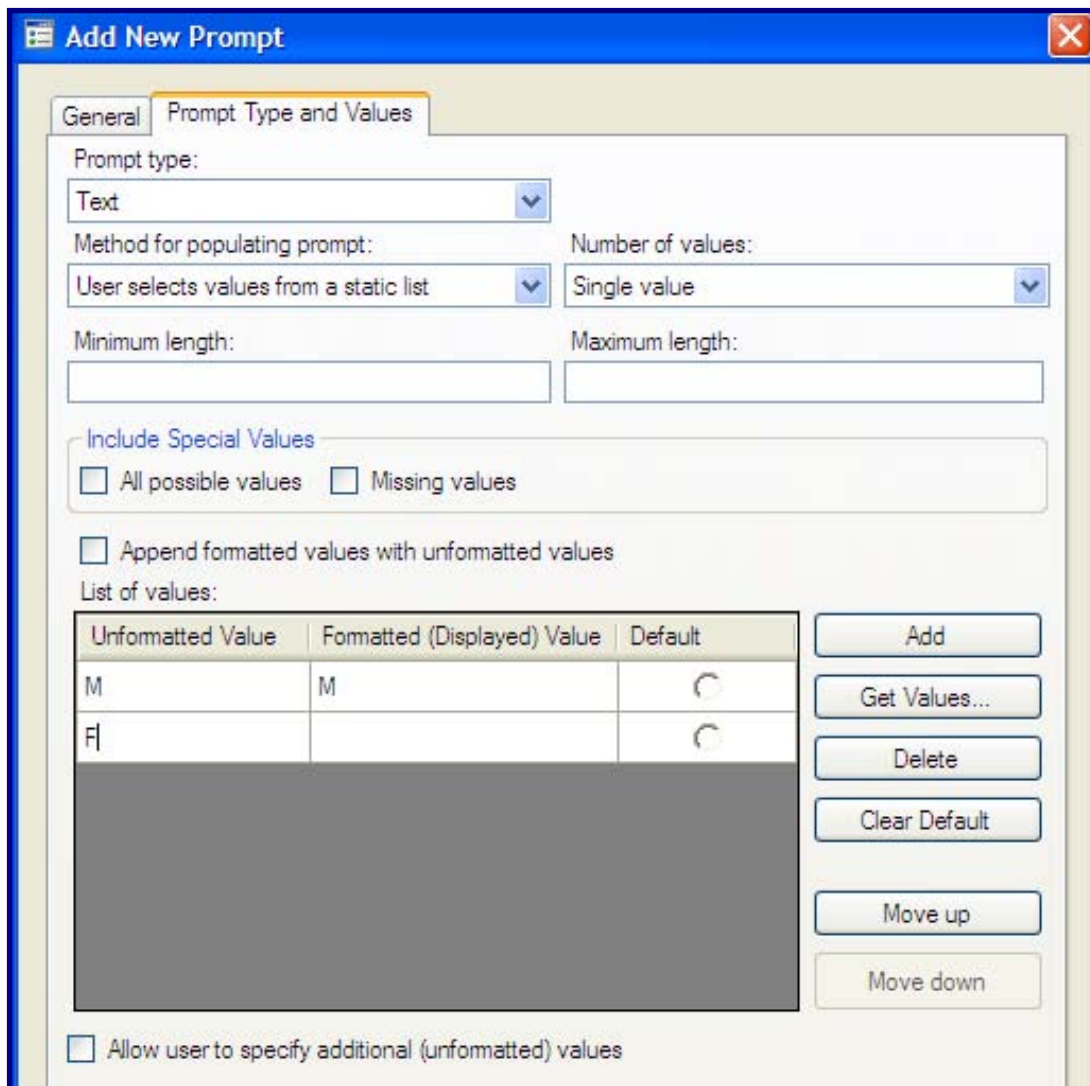 Add New Prompt
General Prompt Type and Values
Prompt type:
Text
Method for populating prompt: Number of values:
User selects values from a static list Single value
Minimum length: Maximum length:
Include Special Values
All possible values Missing values
Append formatted values with unformatted values
List of values:
Unformatted Value Formatted (Displayed) Value Default Add
M M Get Values...
F
Delete
Clear Default
Move up
Move down
Allow user to specify additional (unformatted) values